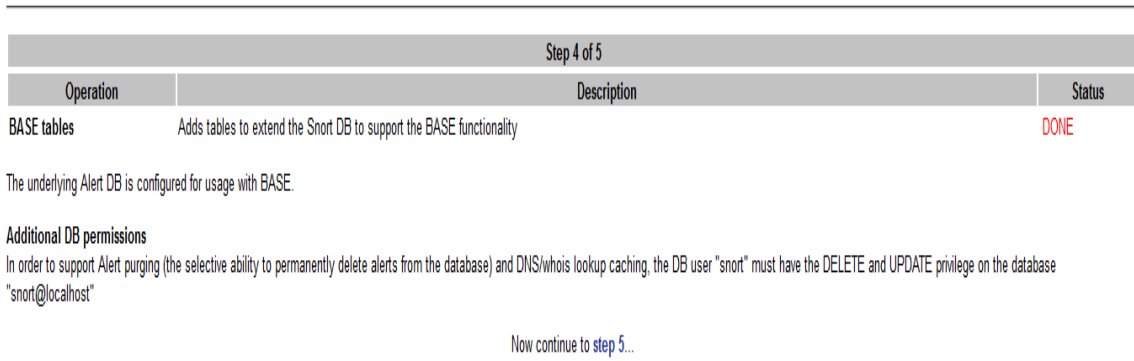 Step 4 of 5
Operation Description Status
BASE tables Adds tables to extend the Snort DB to support the BASE functionality DONE
The underlying Alert DB is configured for usage with BASE.
Additional DB permissions
In order to support Alert purging (the selective ability to permanently delete alerts from the database) and DNS/whois lookup caching, the DB user "snort" must have the DELETE and UPDATE privilege on the database
"snort@localhost"
Now continue to step 5...